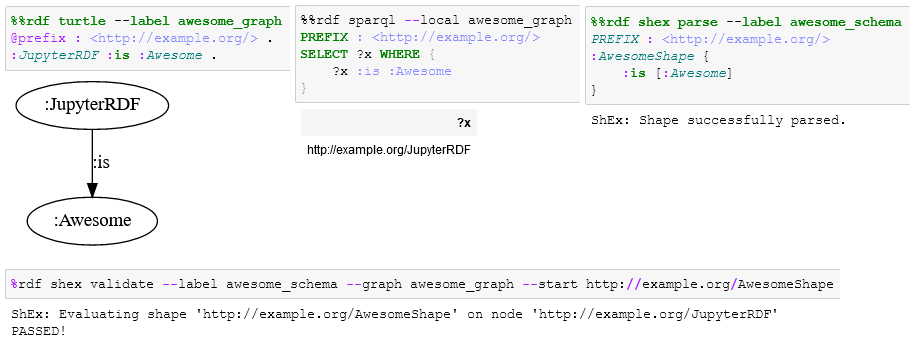 %%rdf turtle --label awesome_graph
@prefix : <http://example.org/> .
:JupyterRDF :is :Awesome .
:JupyterRDF
:is
:Awesome
%%rdf sparql --local awesome_graph
PREFIX : <http://example.org/>
SELECT ?x WHERE {
    ?x :is :Awesome
}
?x
http://example.org/JupyterRDF
%%rdf shex parse --label awesome_schema
PREFIX : <http://example.org/>
:AwesomeShape {
    :is [:Awesome]
}
ShEx: Shape successfully parsed.
%rdf shex validate --label awesome_schema --graph awesome_graph --start http://example.org/AwesomeShape
ShEx: Evaluating shape 'http://example.org/AwesomeShape' on node 'http://example.org/JupyterRDF'
PASSED!